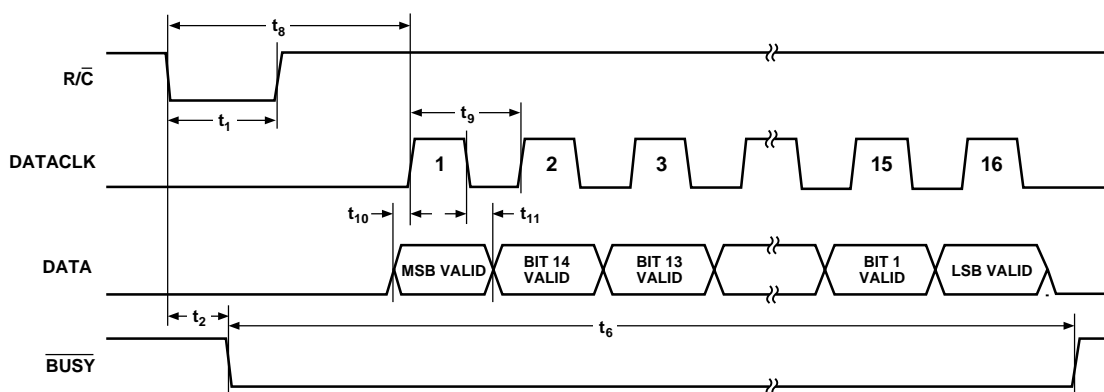 t8
R/C̅
t1
t9
DATACLK
1
2
3
15
16
t10
t11
DATA
MSB VALID
BIT 14
VALID
BIT 13
VALID
BIT 1
VALID
LSB VALID
t2
t6
B̅U̅S̅Y̅